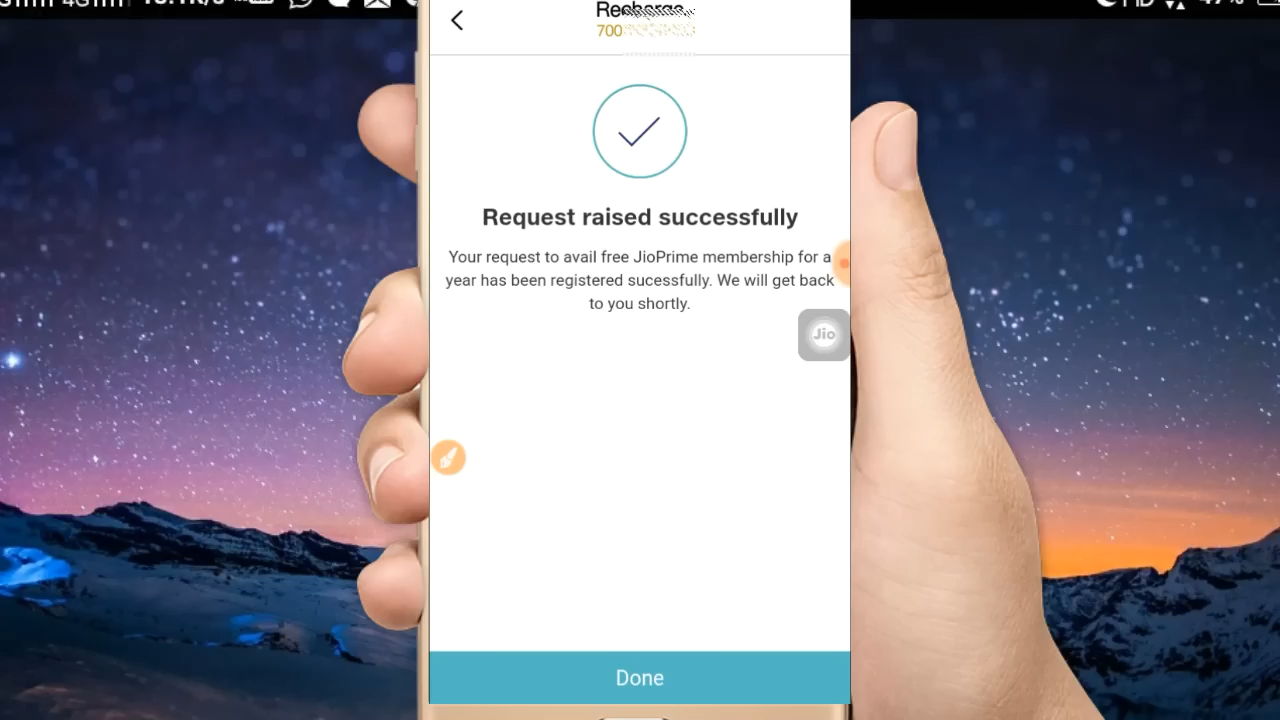 Recharge
700
Request raised successfully
Your request to avail free JioPrime membership for a
year has been registered sucessfully. We will get back
to you shortly.
Jio
Done